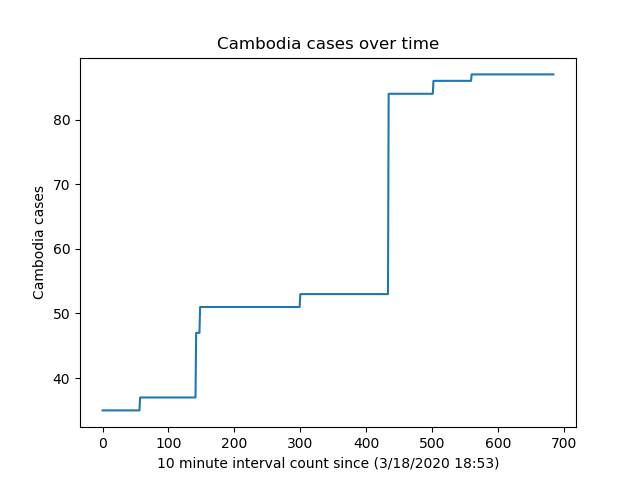 Cambodia cases over time
80
70
60
50
40
Cambodia cases
0 100 200 300 400 500 600 700
10 minute interval count since (3/18/2020 18:53)